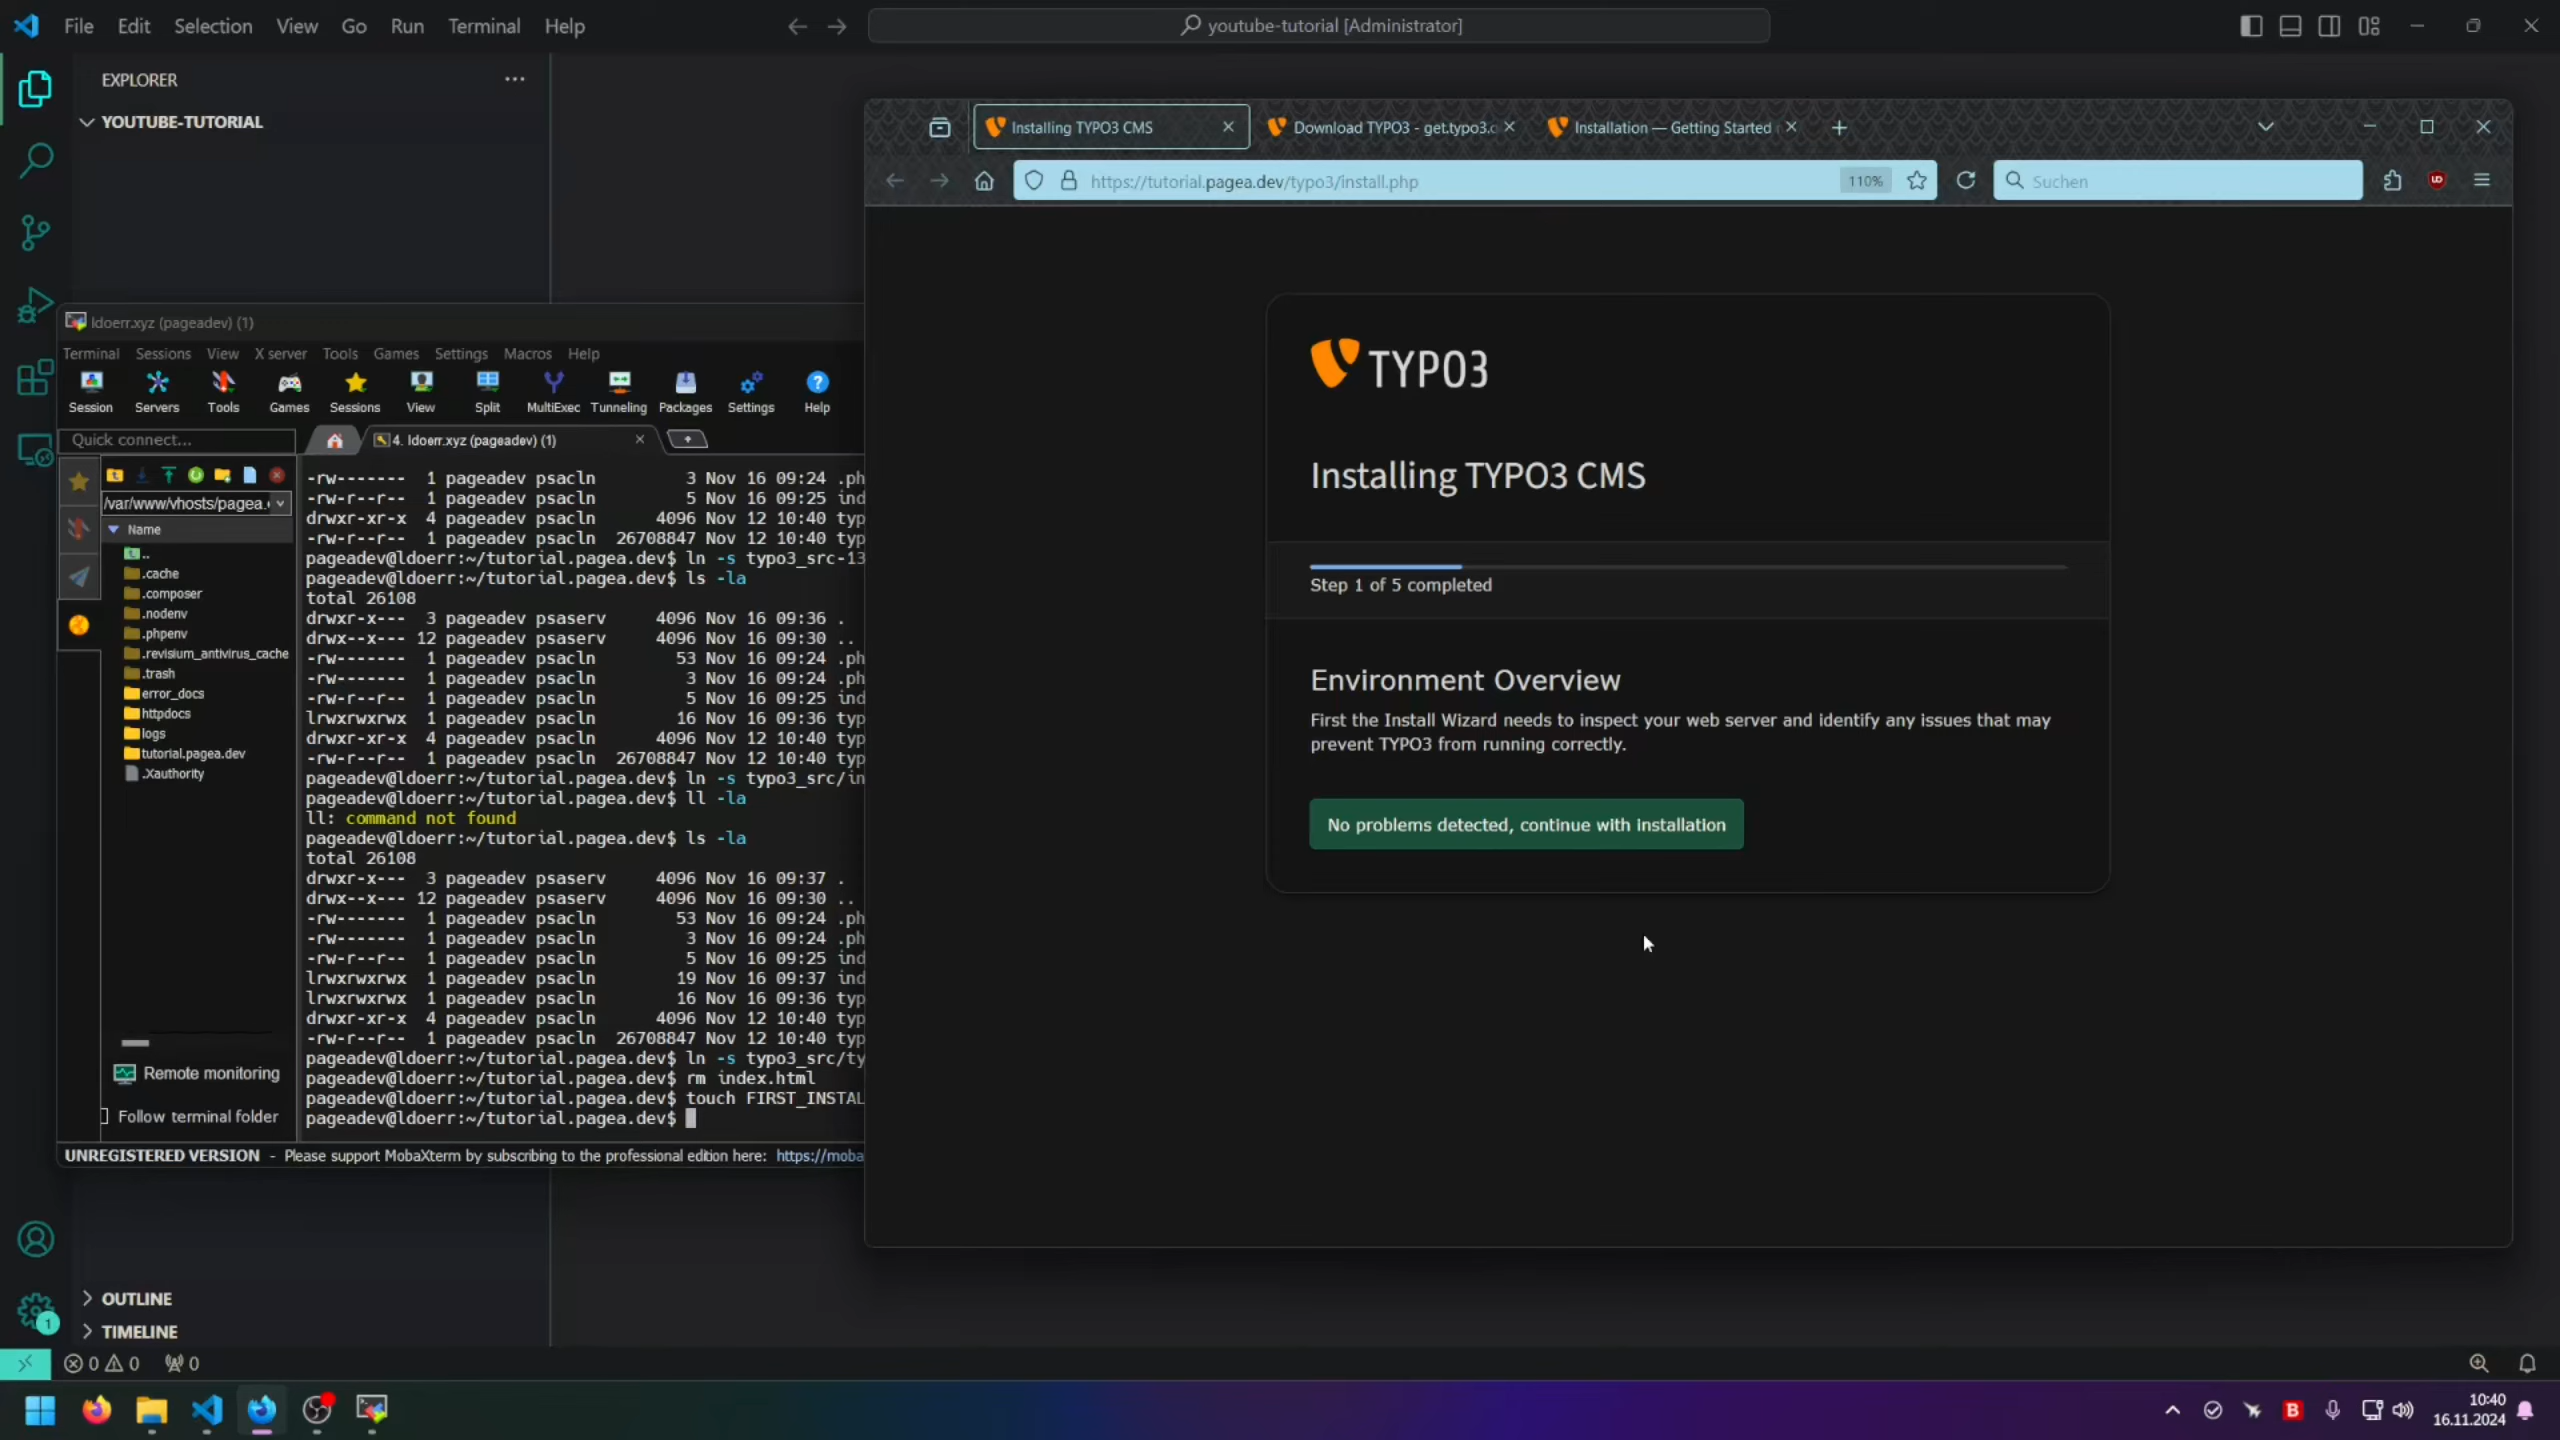 File Edit Selection View Go Run Terminal Help
youtube-tutorial [Administrator]
EXPLORER
YOUTUBE-TUTORIAL
Installing TYPO3 CMS
Download TYPO3 - get.typo3.o
Installation — Getting Started
https://tutorial.pagea.dev/typo3/install.php
110%
Suchen
TYPO3
Installing TYPO3 CMS
Step 1 of 5 completed
Environment Overview
First the Install Wizard needs to inspect your web server and identify any issues that may
prevent TYPO3 from running correctly.
No problems detected, continue with installation
ldoerr.xyz (pageadev) (1)
Terminal Sessions View X server Tools Games Settings Macros Help
Session Servers Tools Games Sessions View Split MultiExec Tunneling Packages Settings Help
Quick connect...
4. ldoerr.xyz (pageadev) (1)
/var/www/vhosts/pagea.
Name
..
.cache
.composer
.nodenv
.phpenv
.revisium_antivirus_cache
.trash
error_docs
httpdocs
logs
tutorial.pagea.dev
.Xauthority
Remote monitoring
Follow terminal folder
-rw------- 1 pageadev psacln 3 Nov 16 09:24 .ph
-rw-r--r-- 1 pageadev psacln 5 Nov 16 09:25 ind
drwxr-xr-x 4 pageadev psacln 4096 Nov 12 10:40 typ
-rw-r--r-- 1 pageadev psacln 26708847 Nov 12 10:40 typ
pageadev@ldoerr:~/tutorial.pagea.dev$ ln -s typo3_src-13
pageadev@ldoerr:~/tutorial.pagea.dev$ ls -la
total 26108
drwxr-x--- 3 pageadev psaserv 4096 Nov 16 09:36 .
drwx--x--- 12 pageadev psaserv 4096 Nov 16 09:30 ..
-rw------- 1 pageadev psacln 53 Nov 16 09:24 .ph
-rw------- 1 pageadev psacln 3 Nov 16 09:24 .ph
-rw-r--r-- 1 pageadev psacln 5 Nov 16 09:25 ind
lrwxrwxrwx 1 pageadev psacln 16 Nov 16 09:36 typ
drwxr-xr-x 4 pageadev psacln 4096 Nov 12 10:40 typ
-rw-r--r-- 1 pageadev psacln 26708847 Nov 12 10:40 typ
pageadev@ldoerr:~/tutorial.pagea.dev$ ln -s typo3_src/in
pageadev@ldoerr:~/tutorial.pagea.dev$ ll -la
ll: command not found
pageadev@ldoerr:~/tutorial.pagea.dev$ ls -la
total 26108
drwxr-x--- 3 pageadev psaserv 4096 Nov 16 09:37 .
drwx--x--- 12 pageadev psaserv 4096 Nov 16 09:30 ..
-rw------- 1 pageadev psacln 53 Nov 16 09:24 .ph
-rw------- 1 pageadev psacln 3 Nov 16 09:24 .ph
-rw-r--r-- 1 pageadev psacln 5 Nov 16 09:25 ind
lrwxrwxrwx 1 pageadev psacln 19 Nov 16 09:37 ind
lrwxrwxrwx 1 pageadev psacln 16 Nov 16 09:36 typ
drwxr-xr-x 4 pageadev psacln 4096 Nov 12 10:40 typ
-rw-r--r-- 1 pageadev psacln 26708847 Nov 12 10:40 typ
pageadev@ldoerr:~/tutorial.pagea.dev$ ln -s typo3_src/ty
pageadev@ldoerr:~/tutorial.pagea.dev$ rm index.html
pageadev@ldoerr:~/tutorial.pagea.dev$ touch FIRST_INSTAL
pageadev@ldoerr:~/tutorial.pagea.dev$
UNREGISTERED VERSION - Please support MobaXterm by subscribing to the professional edition here: https://moba
OUTLINE
TIMELINE
1
0 0 0
10:40
16.11.2024